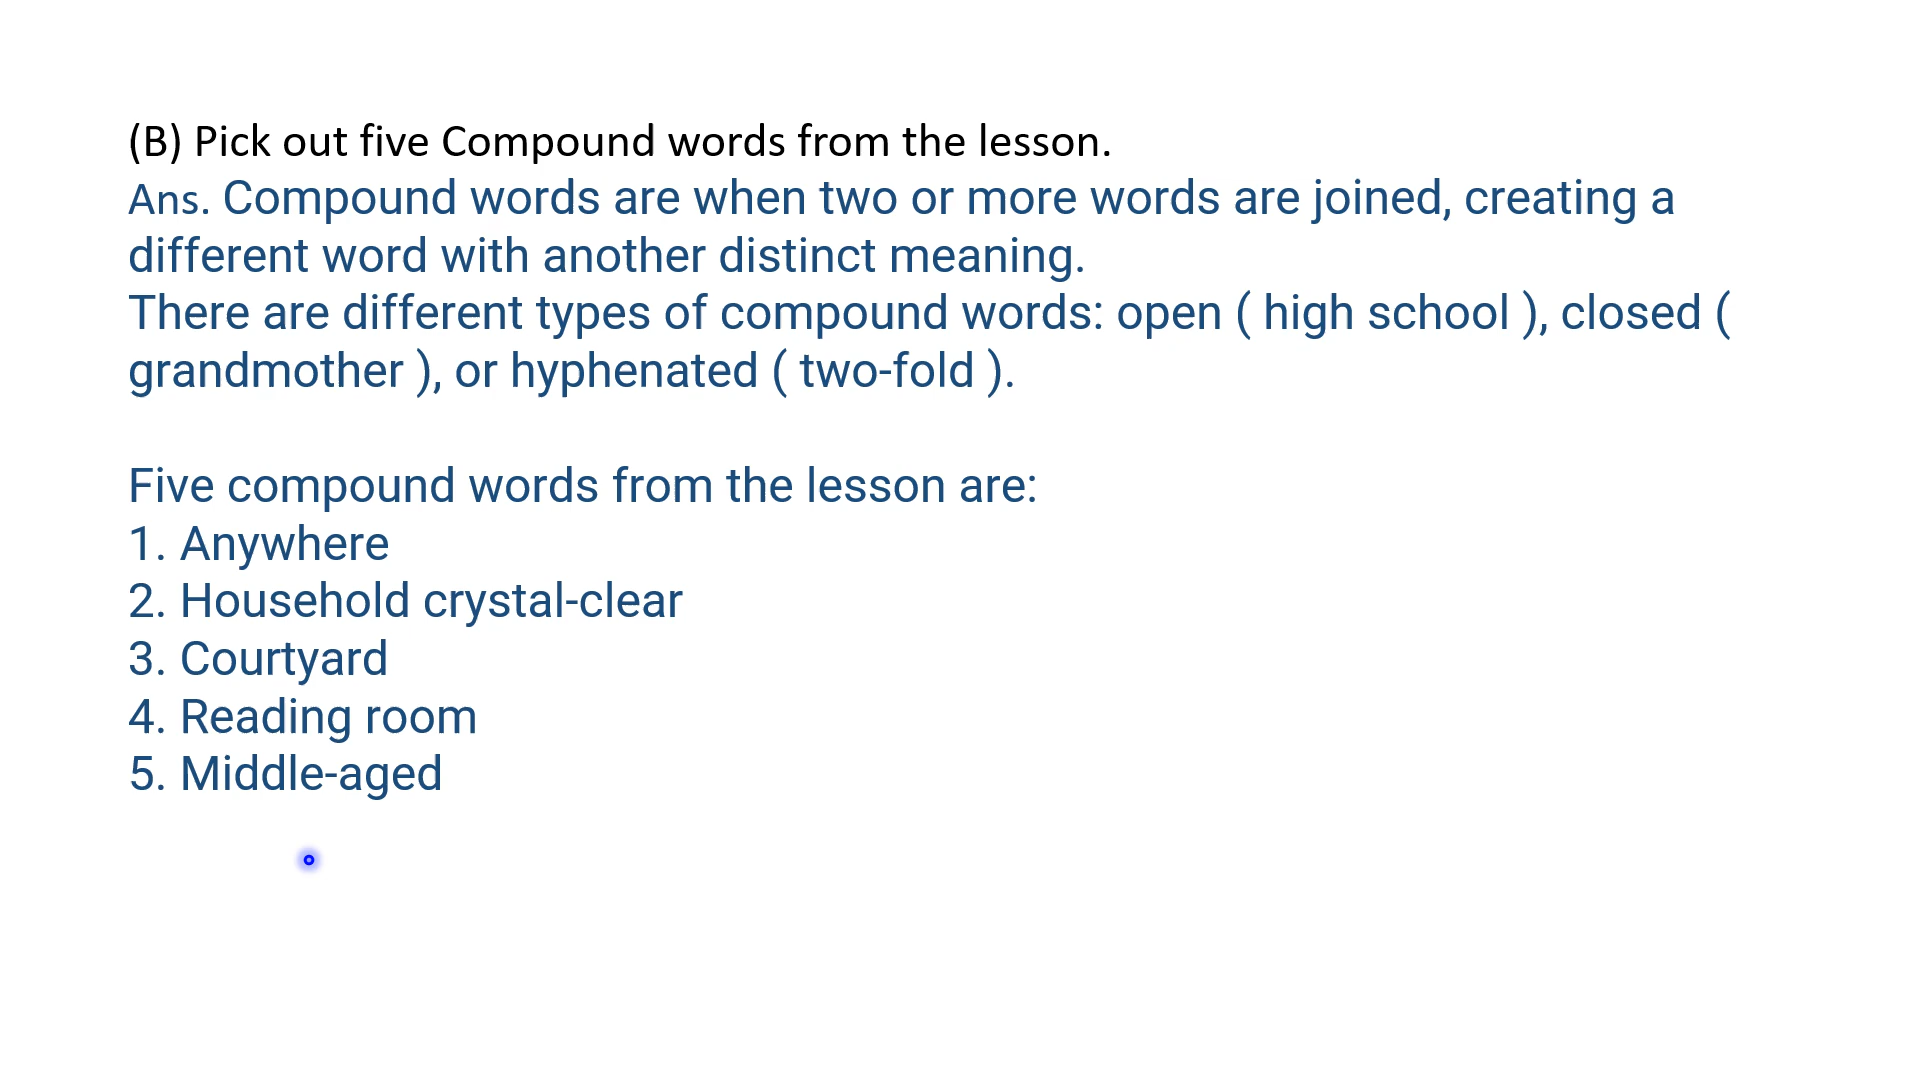 (B) Pick out five Compound words from the lesson.
Ans. Compound words are when two or more words are joined, creating a
different word with another distinct meaning.
There are different types of compound words: open ( high school ), closed (
grandmother ), or hyphenated ( two-fold ).
Five compound words from the lesson are:
1. Anywhere
2. Household crystal-clear
3. Courtyard
4. Reading room
5. Middle-aged